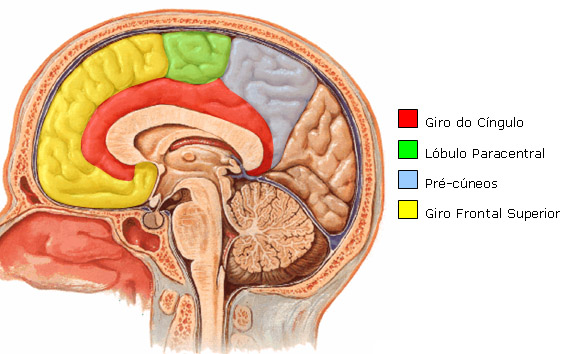 Giro do Cíngulo
Lóbulo Paracentral
Pré-cúneos
Giro Frontal Superior